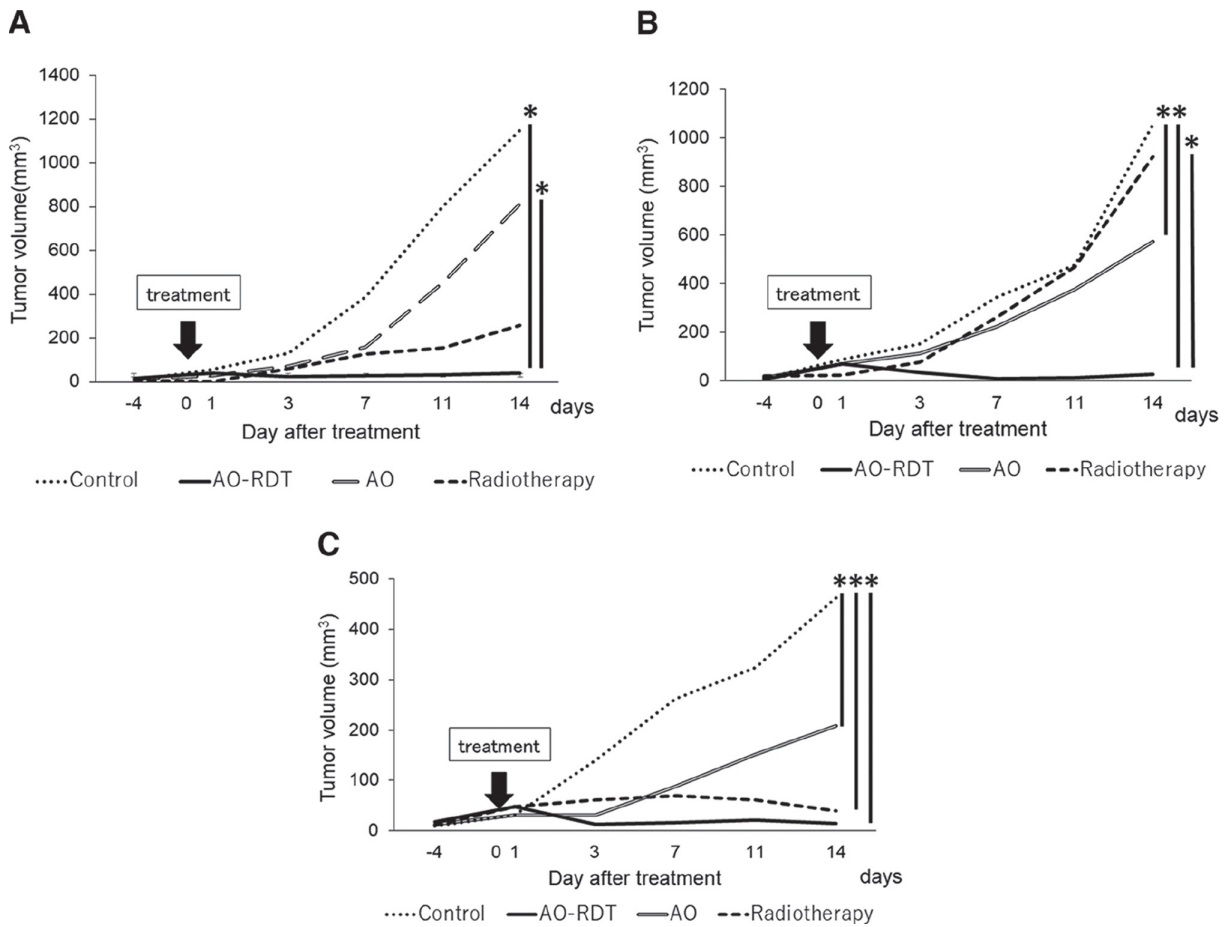 A
Tumor volume(mm³)
1400
1200
1000
800
600
400
200
0
treatment
*
*
-4 0 1 3 7 11 14 days
Day after treatment
Control AO-RDT AO Radiotherapy
B
Tumor volume (mm³)
1200
1000
800
600
400
200
0
treatment
**
*
-4 0 1 3 7 11 14 days
Day after treatment
Control AO-RDT AO Radiotherapy
C
Tumor volume (mm³)
500
400
300
200
100
0
treatment
***
-4 0 1 3 7 11 14
Day after treatment days
Control AO-RDT AO Radiotherapy